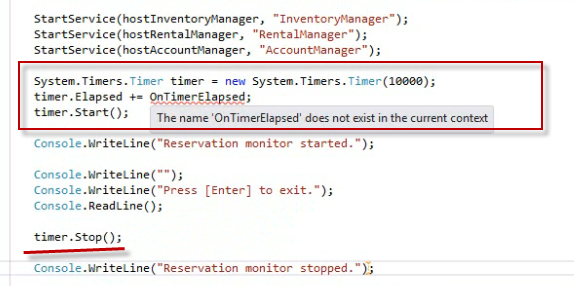 StartService(hostInventoryManager, "InventoryManager");
StartService(hostRentalManager, "RentalManager");
StartService(hostAccountManager, "AccountManager");
System.Timers.Timer timer = new System.Timers.Timer(10000);
timer.Elapsed += OnTimerElapsed;
timer.Start();
The name 'OnTimerElapsed' does not exist in the current context
Console.WriteLine("Reservation monitor started.");
Console.WriteLine("");
Console.WriteLine("Press [Enter] to exit.");
Console.ReadLine();
timer.Stop();
Console.WriteLine("Reservation monitor stopped.");